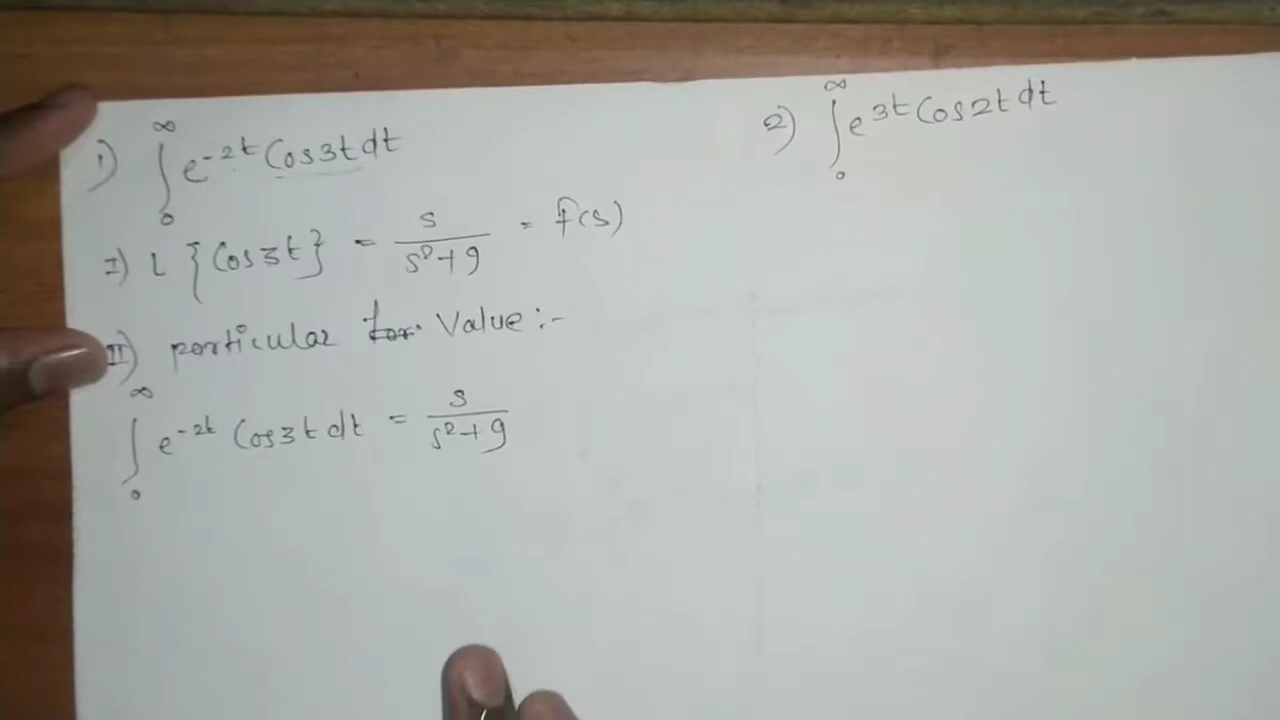 1) ∫₀^∞ e^{-2t} Cos3t dt
I) L {Cos3t} = s/(s²+9) = f̄(s)
II) particular Value:-
∫₀^∞ e^{-2t} Cos3t dt = s/(s²+9)
2) ∫₀^∞ e^{3t} Cos2t dt